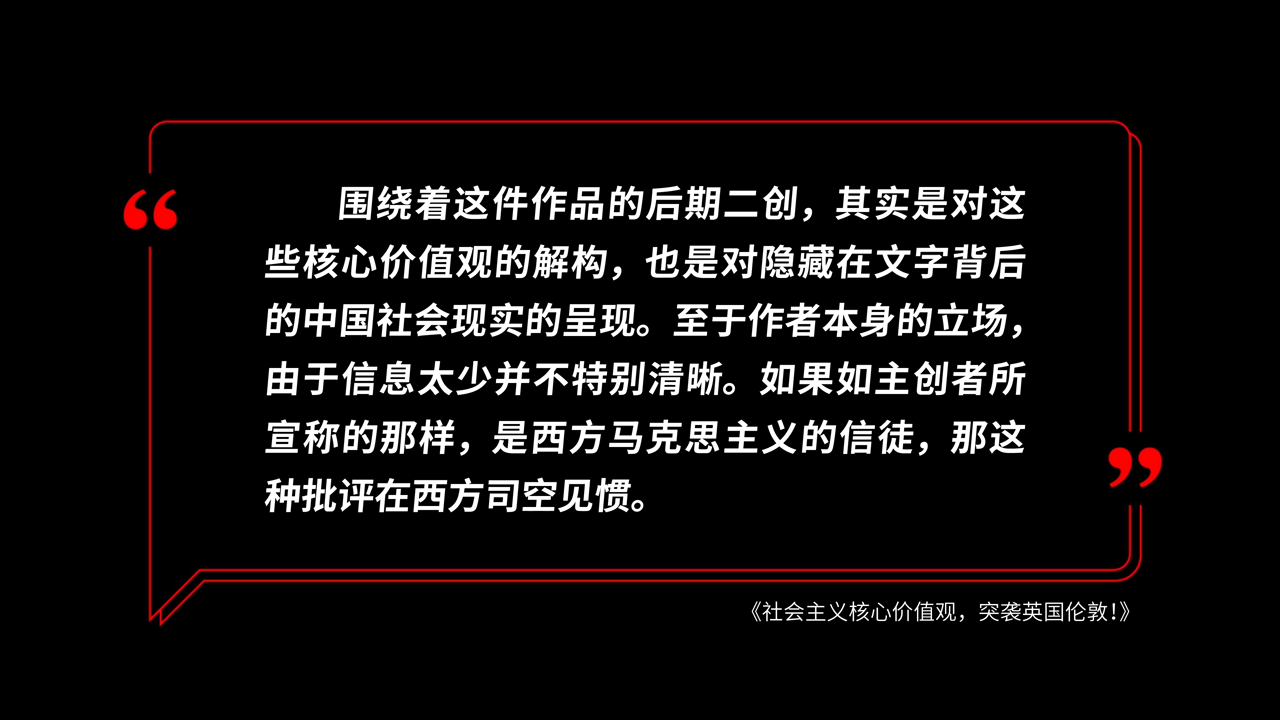 “
围绕着这件作品的后期二创，其实是对这
些核心价值观的解构，也是对隐藏在文字背后
的中国社会现实的呈现。至于作者本身的立场，
由于信息太少并不特别清晰。如果如主创者所
宣称的那样，是西方马克思主义的信徒，那这
种批评在西方司空见惯。
”
《社会主义核心价值观，突袭英国伦敦！》